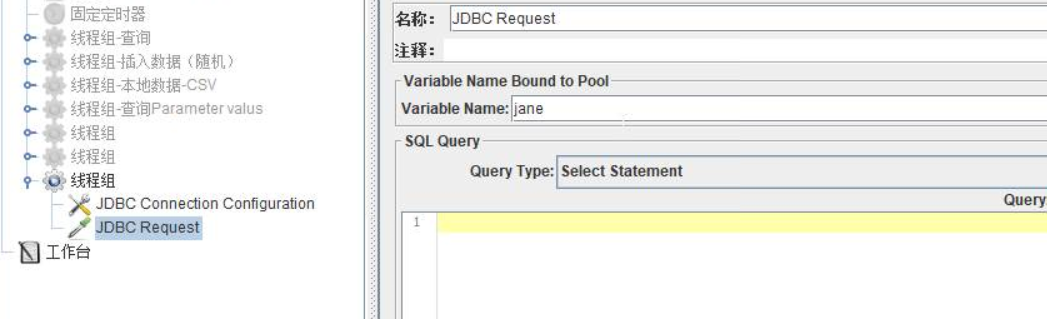 固定定时器
线程组-查询
线程组-插入数据（随机）
线程组-本地数据-CSV
线程组-查询Parameter valus
线程组
线程组
线程组
JDBC Connection Configuration
JDBC Request
工作台
名称： JDBC Request
注释：
Variable Name Bound to Pool
Variable Name: jane
SQL Query
Query Type: Select Statement
Query
1